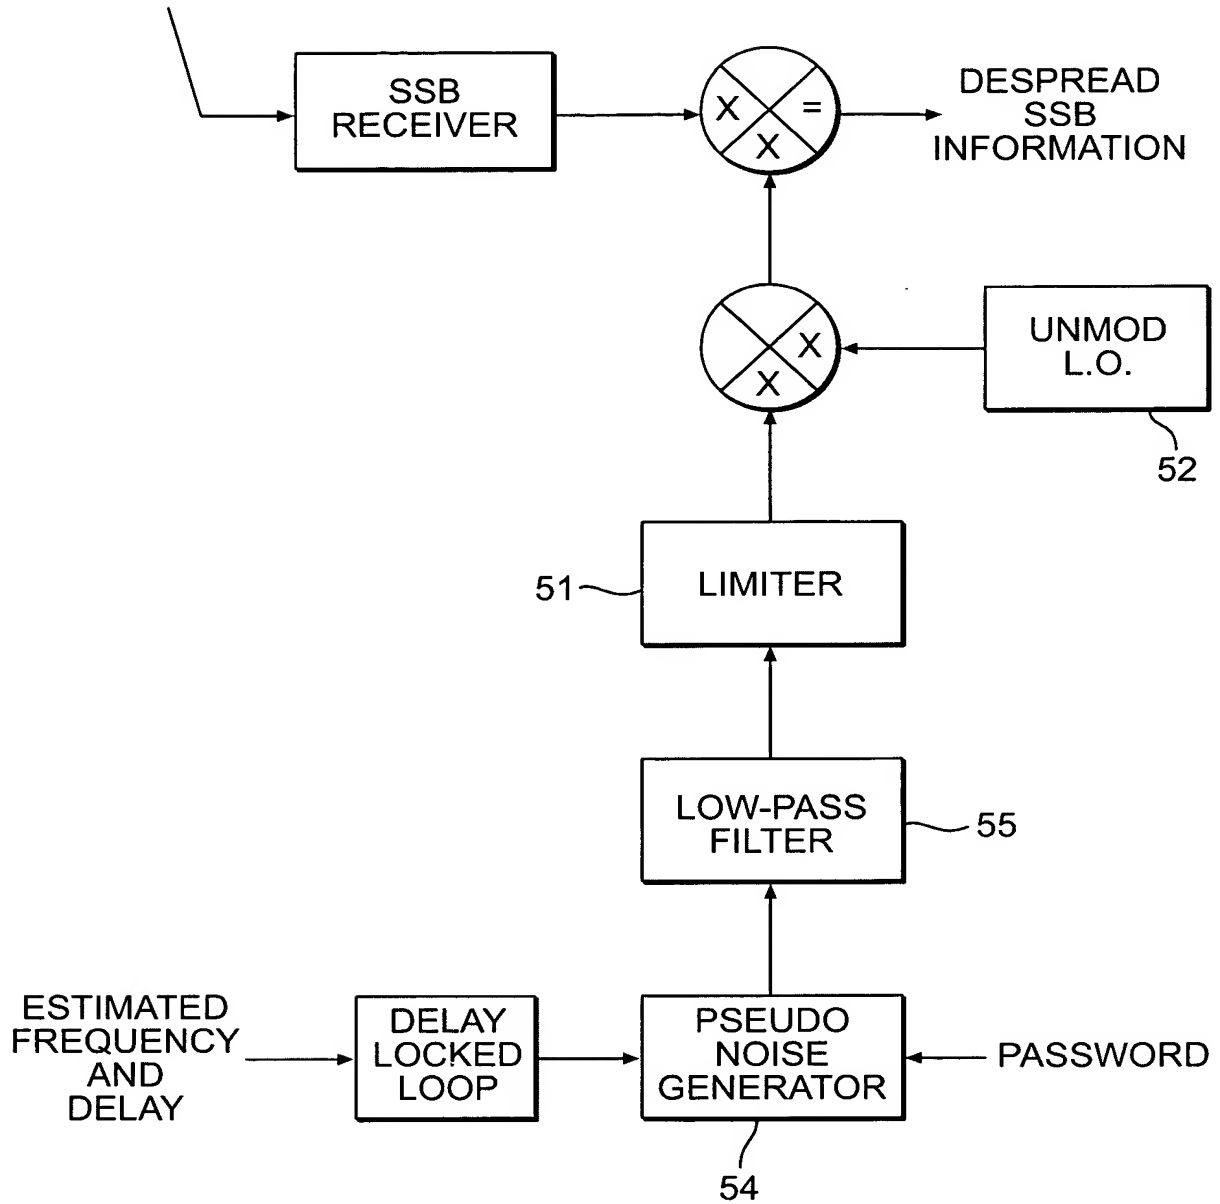 SSB
RECEIVER
X
=
X
DESPREAD
SSB
INFORMATION
X
X
UNMOD
L.O.
52
51
LIMITER
LOW-PASS
FILTER
55
ESTIMATED
FREQUENCY
AND
DELAY
DELAY
LOCKED
LOOP
PSEUDO
NOISE
GENERATOR
PASSWORD
54